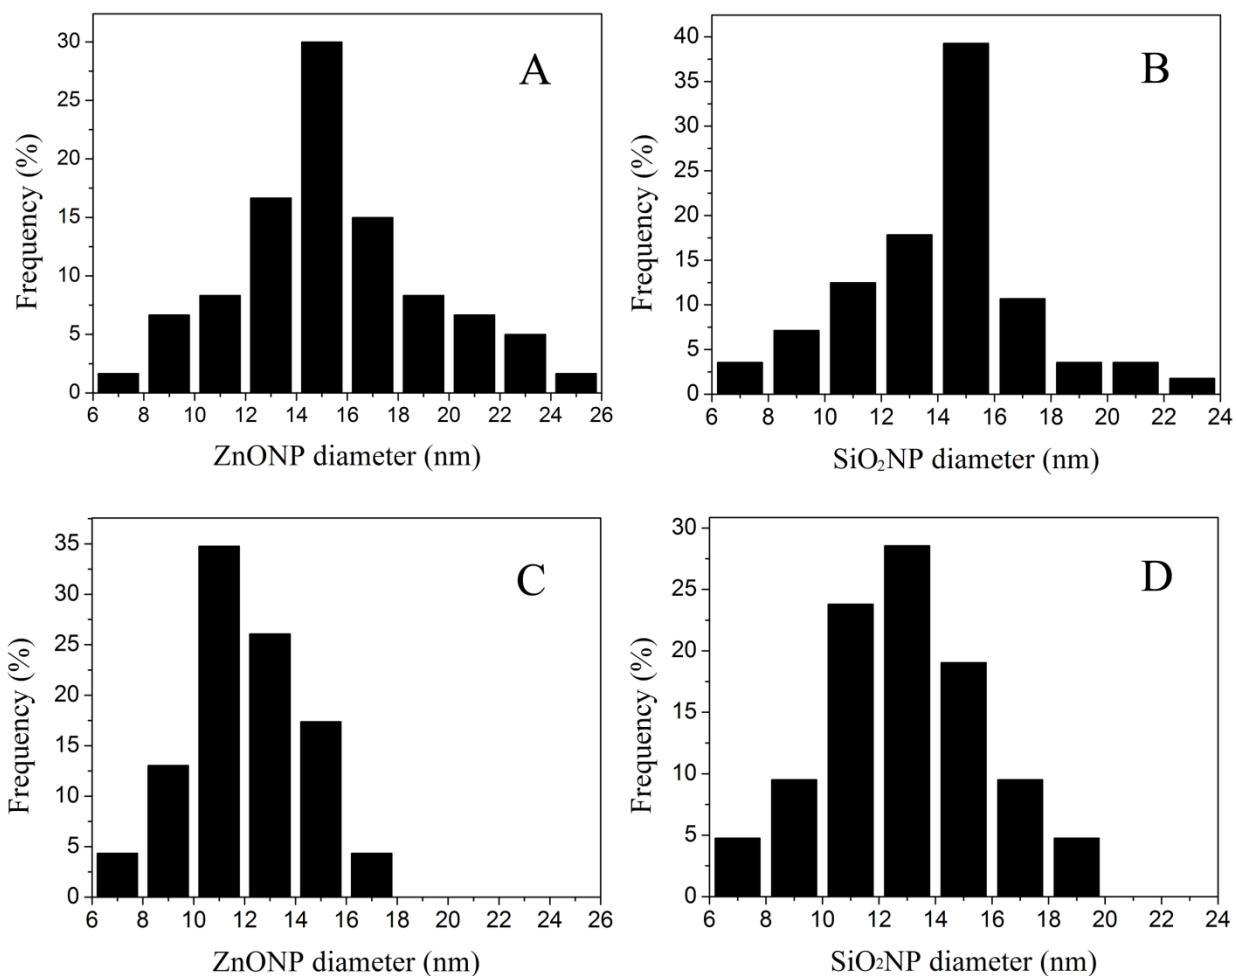 A
Frequency (%)
30
25
20
15
10
5
0
6 8 10 12 14 16 18 20 22 24 26
ZnONP diameter (nm)
B
Frequency (%)
40
35
30
25
20
15
10
5
0
6 8 10 12 14 16 18 20 22 24
SiO₂NP diameter (nm)
C
Frequency (%)
35
30
25
20
15
10
5
0
6 8 10 12 14 16 18 20 22 24 26
ZnONP diameter (nm)
D
Frequency (%)
30
25
20
15
10
5
0
6 8 10 12 14 16 18 20 22 24
SiO₂NP diameter (nm)